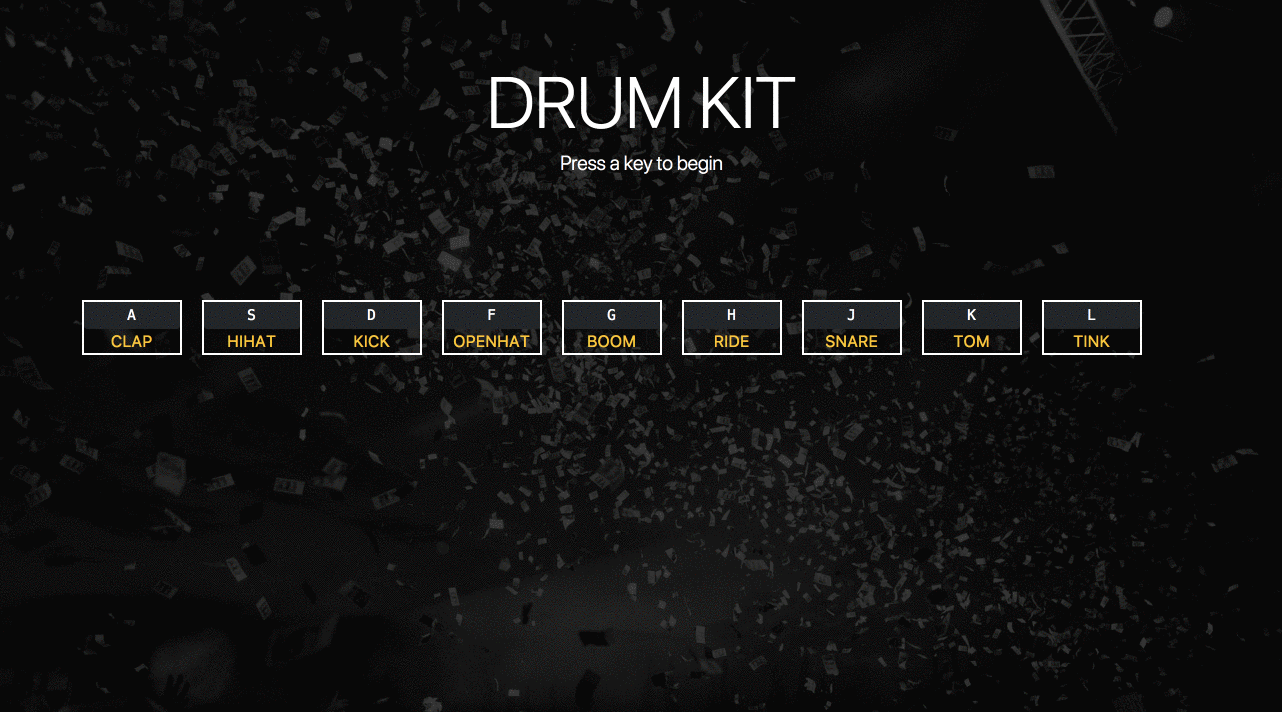 DRUM KIT
Press a key to begin
A S D F G H J K L
CLAP HIHAT KICK OPENHAT BOOM RIDE SNARE TOM TINK